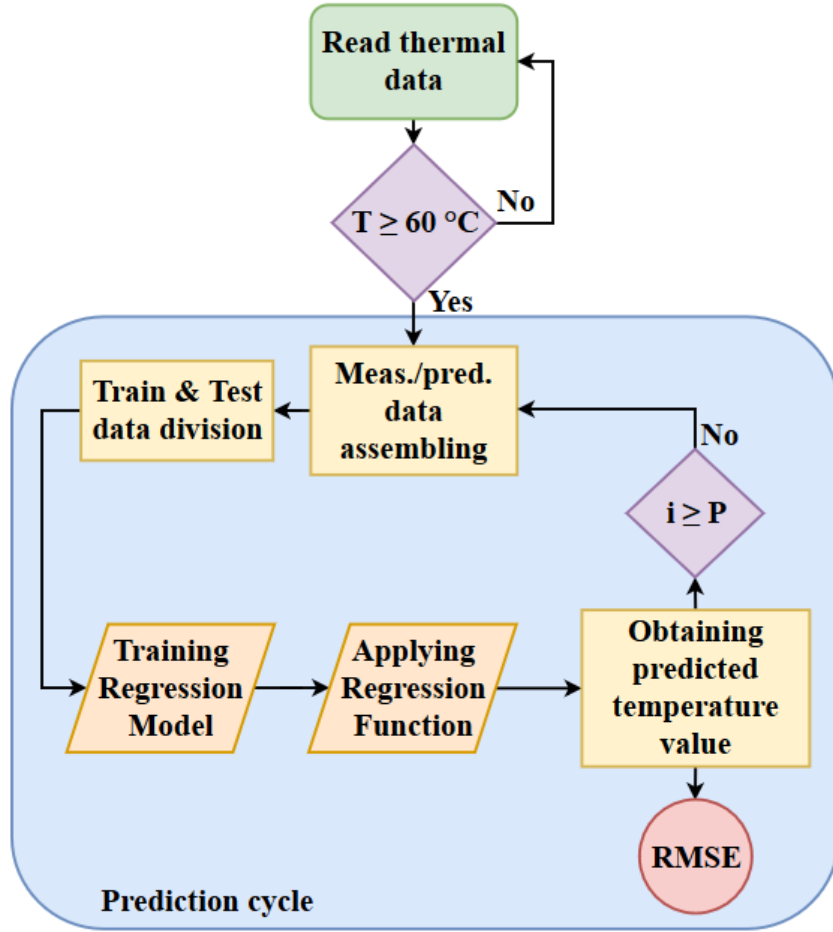 Read thermal
data
T ≥ 60 °C
No
Yes
Train & Test
data division
Meas./pred.
data
assembling
No
i ≥ P
Training
Regression
Model
Applying
Regression
Function
Obtaining
predicted
temperature
value
RMSE
Prediction cycle